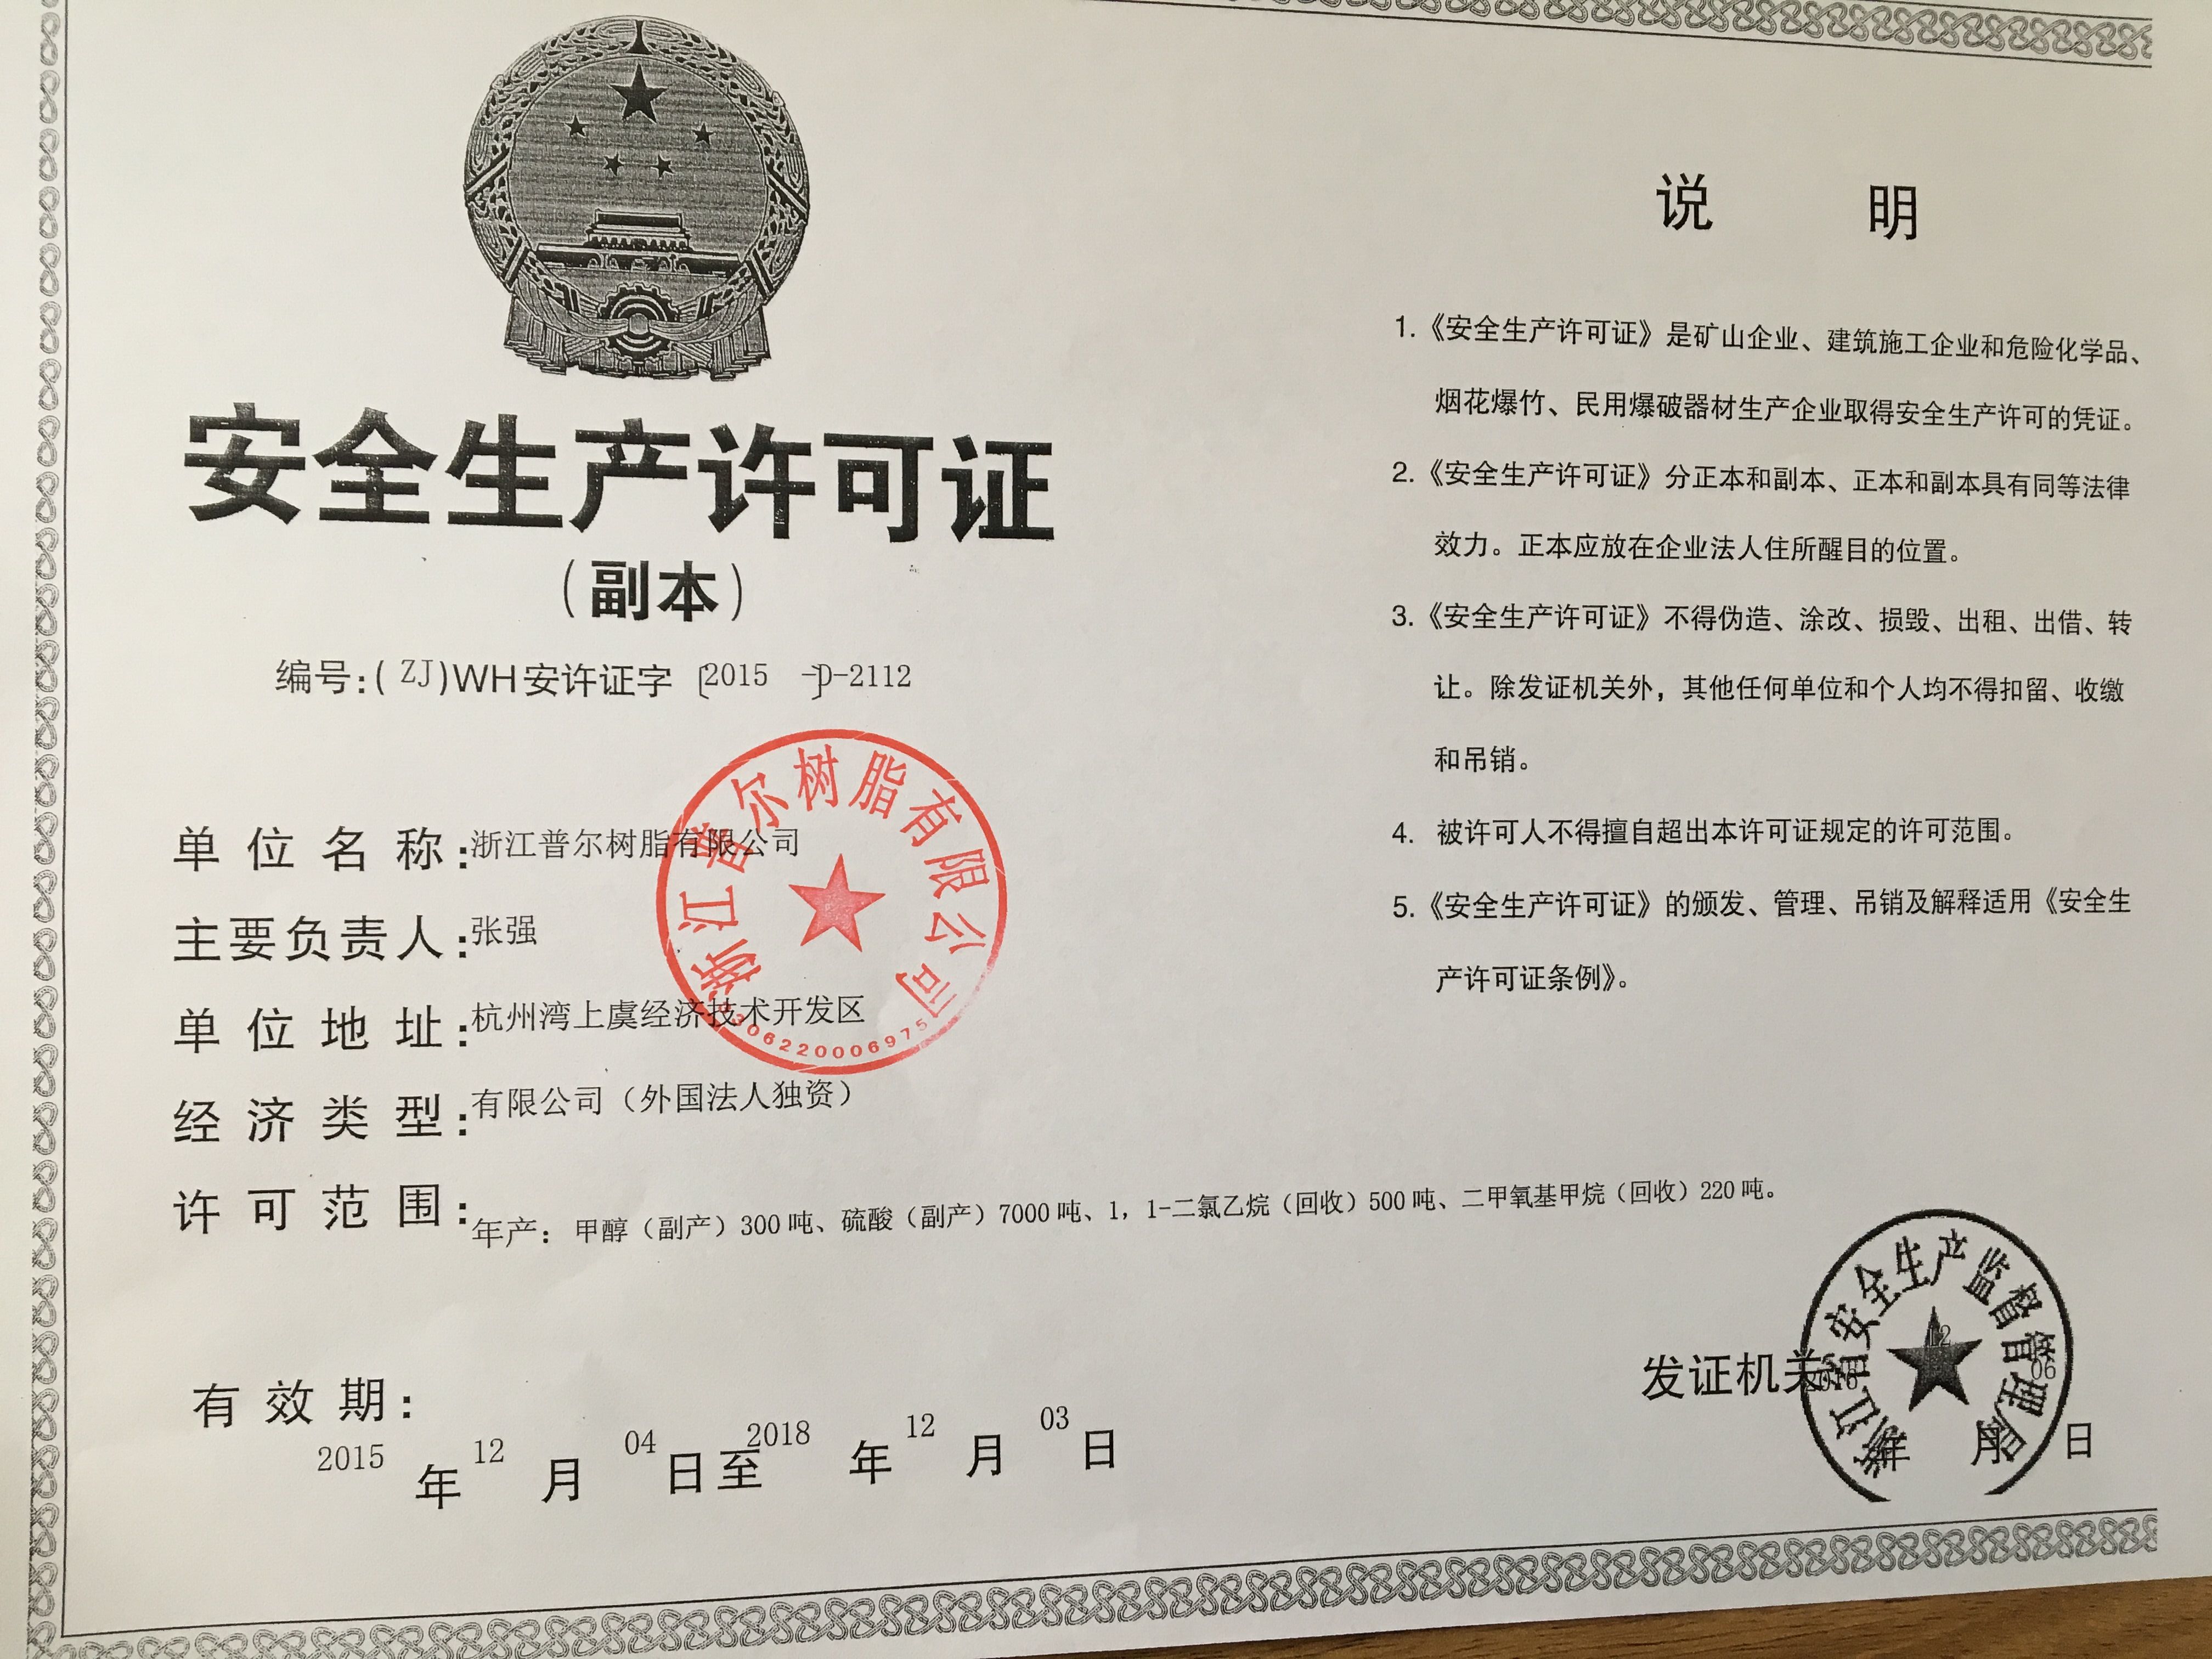 安全生产许可证
（副本）
编号:( ZJ)WH安许证字〔2015 〕-D-2112
单位名称:浙江普尔树脂有限公司
主要负责人:张强
单位地址:杭州湾上虞经济技术开发区
经济类型:有限公司（外国法人独资）
许可范围:年产：甲醇（副产）300吨、硫酸（副产）7000吨、1，1-二氯乙烷（回收）500吨、二甲氧基甲烷（回收）220吨。
有效期:
2015年12月04日至2018年12月03日
浙江普尔树脂有限公司
说明
1.《安全生产许可证》是矿山企业、建筑施工企业和危险化学品、
烟花爆竹、民用爆破器材生产企业取得安全生产许可的凭证。
2.《安全生产许可证》分正本和副本、正本和副本具有同等法律
效力。正本应放在企业法人住所醒目的位置。
3.《安全生产许可证》不得伪造、涂改、损毁、出租、出借、转
让。除发证机关外，其他任何单位和个人均不得扣留、收缴
和吊销。
4. 被许可人不得擅自超出本许可证规定的许可范围。
5.《安全生产许可证》的颁发、管理、吊销及解释适用《安全生
产许可证条例》。
发证机关
浙江省安全生产监督管理局
12 06
年 月 日